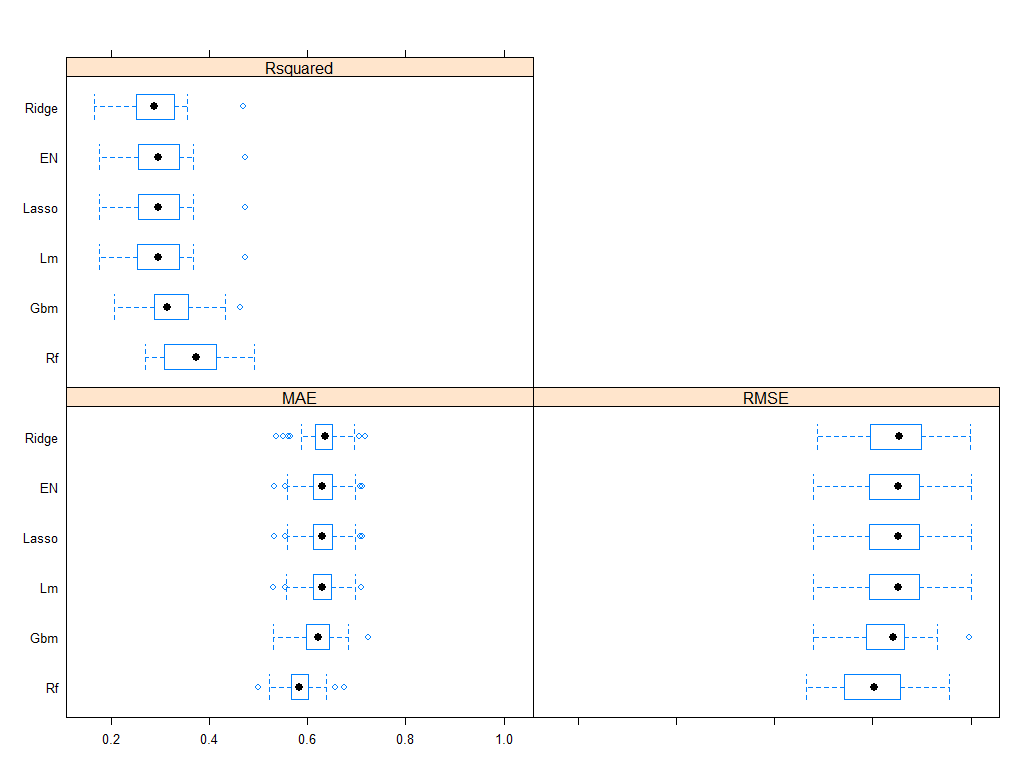 Rsquared
Ridge
EN
Lasso
Lm
Gbm
Rf
MAE RMSE
Ridge
EN
Lasso
Lm
Gbm
Rf
0.2 0.4 0.6 0.8 1.0